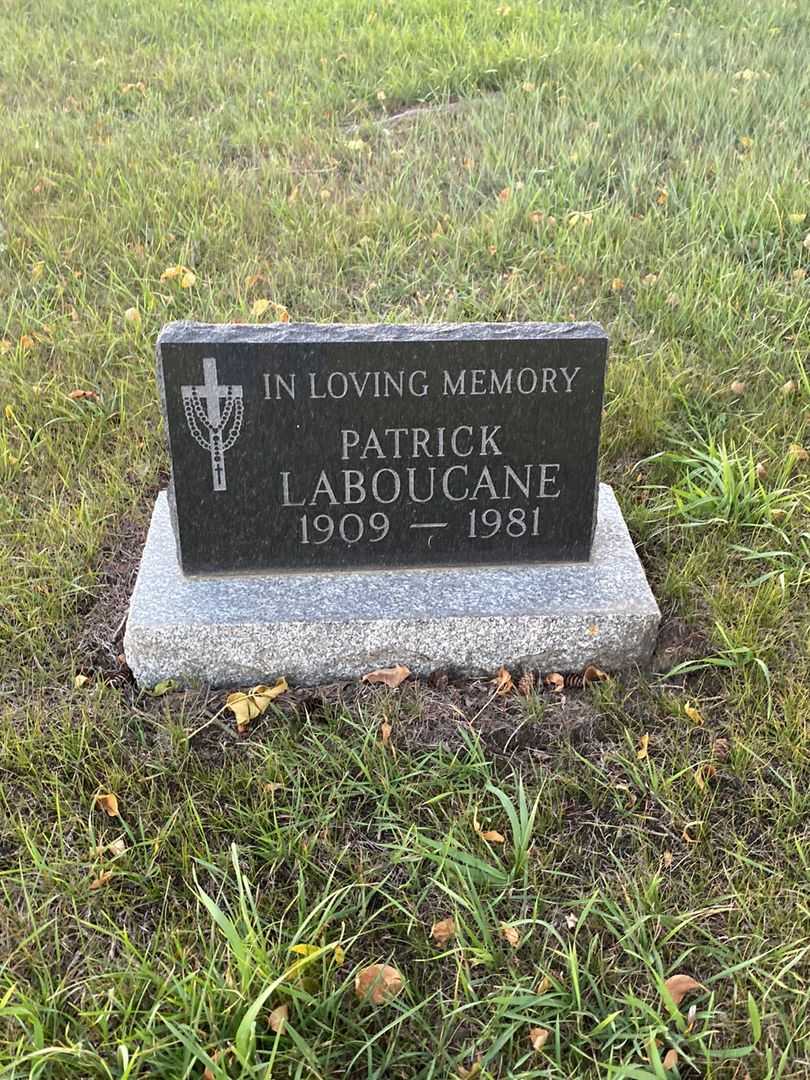 IN LOVING MEMORY
PATRICK
LABOUCANE
1909 — 1981